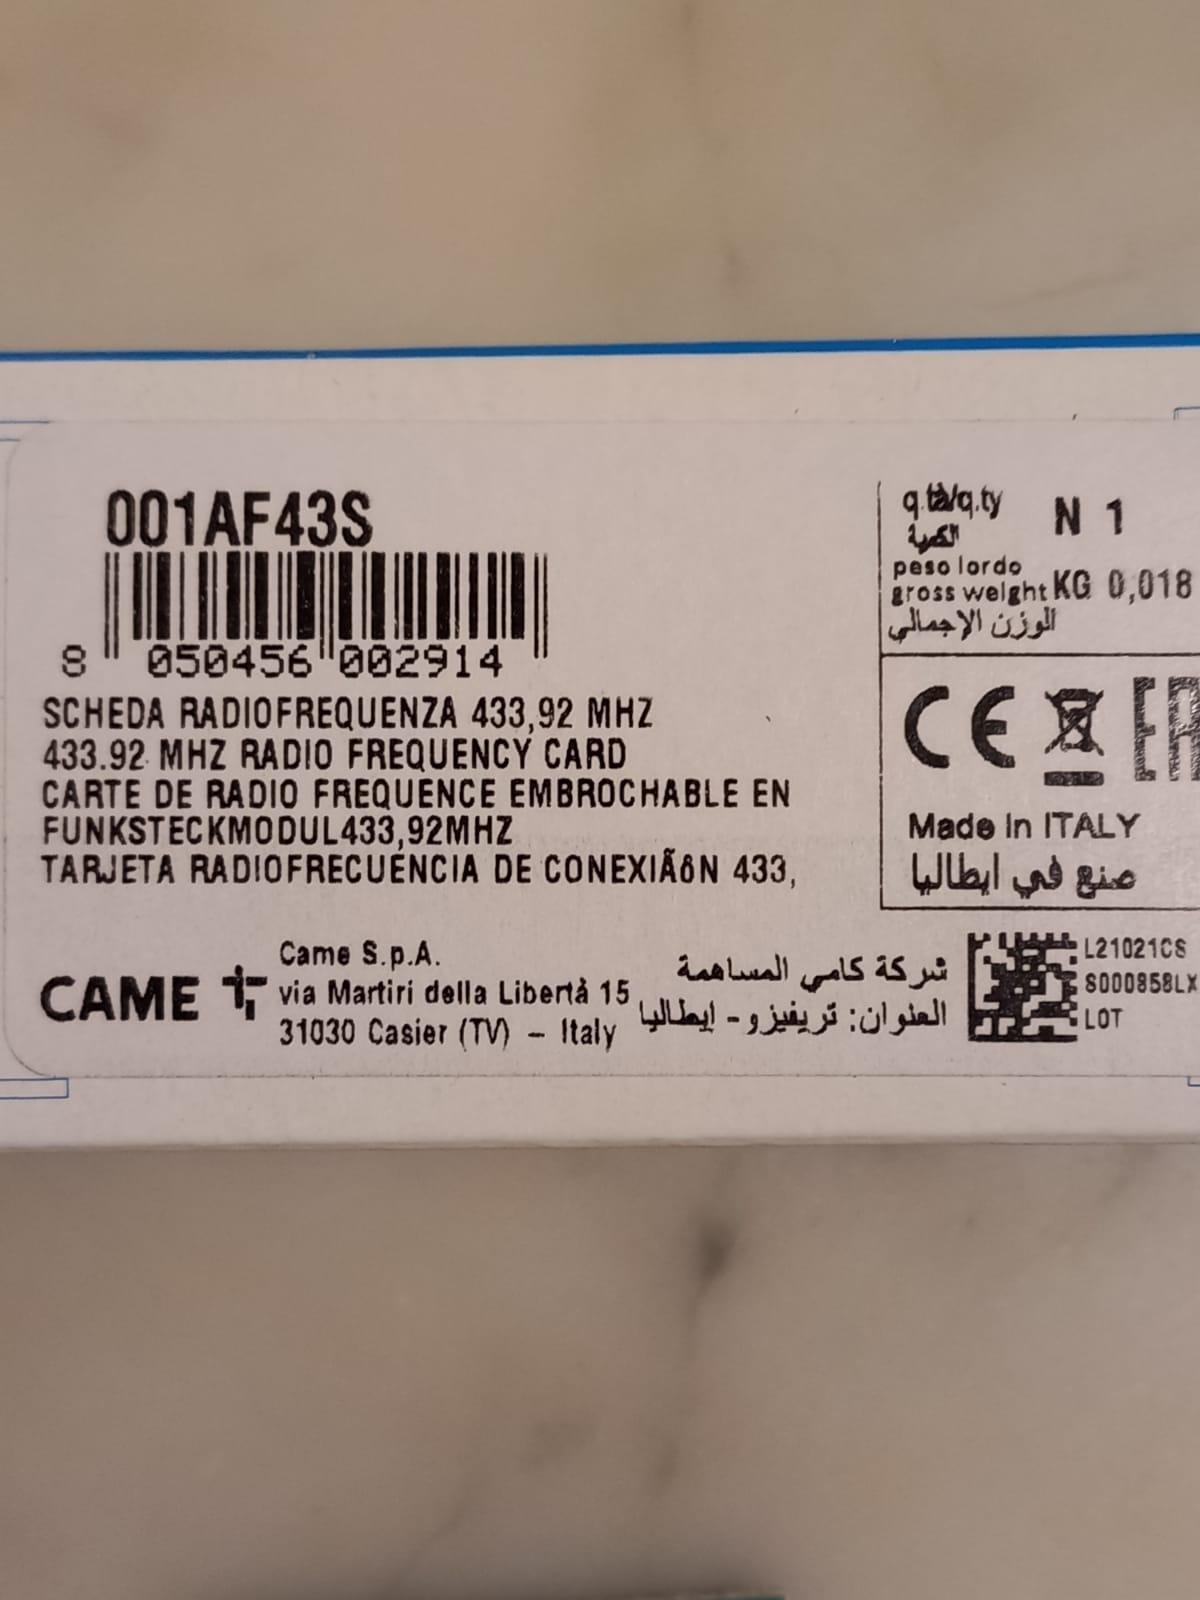 001AF43S
8 050456 002914
SCHEDA RADIOFREQUENZA 433,92 MHZ
433.92 MHZ RADIO FREQUENCY CARD
CARTE DE RADIO FREQUENCE EMBROCHABLE EN
FUNKSTECKMODUL433,92MHZ
TARJETA RADIOFRECUENCIA DE CONEXIÃ³N 433,
q.tà/q.ty N 1
الكمية
peso lordo
gross weight KG 0,018
الوزن الإجمالي
CE EA
Made in ITALY
صنع في ايطاليا
CAME
Came S.p.A.
via Martiri della Libertà 15
31030 Casier (TV) – Italy
شركة كامي المساهمة
العنوان: تريفيزو - إيطاليا
L21021CS
S000858LX
LOT